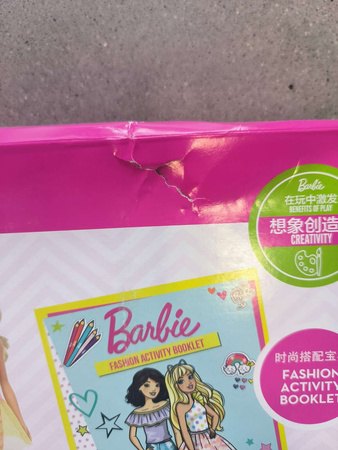 Barbie
在玩中激发
BENEFITS OF PLAY
想象创造
CREATIVITY
Barbie
FASHION ACTIVITY BOOKLET
时尚搭配宝
FASHION
ACTIVITY
BOOKLET